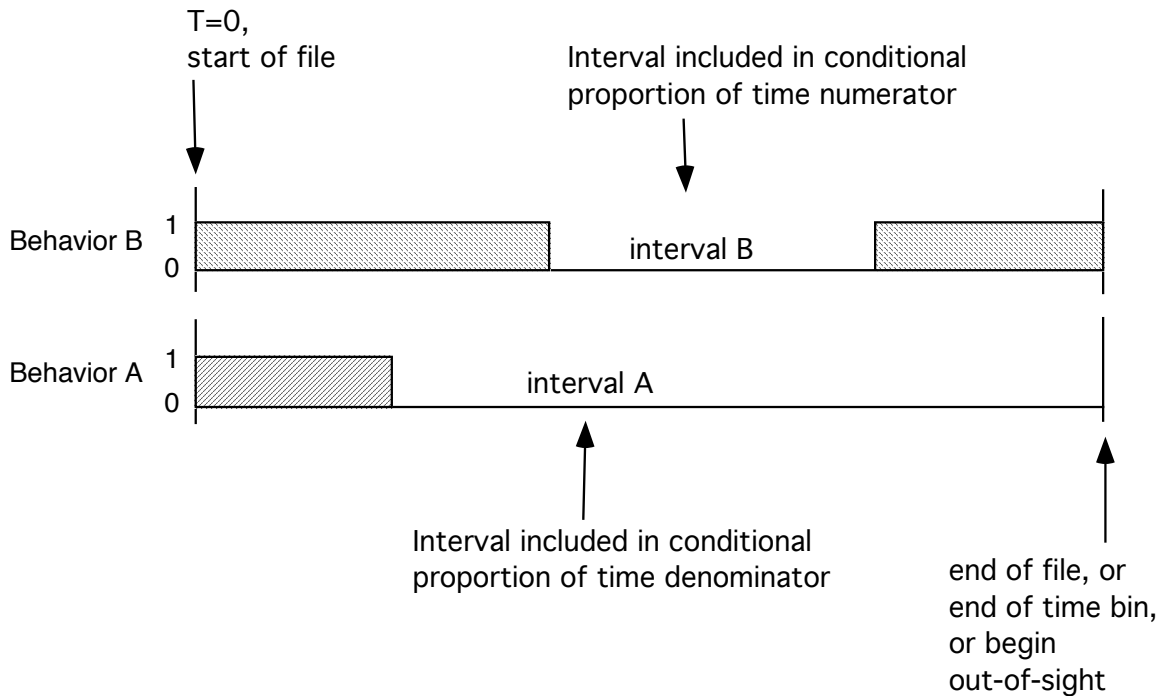 T=0,
start of file
Interval included in conditional
proportion of time numerator
Behavior B
1
0
interval B
Behavior A
1
0
interval A
Interval included in conditional
proportion of time denominator
end of file, or
end of time bin,
or begin
out-of-sight